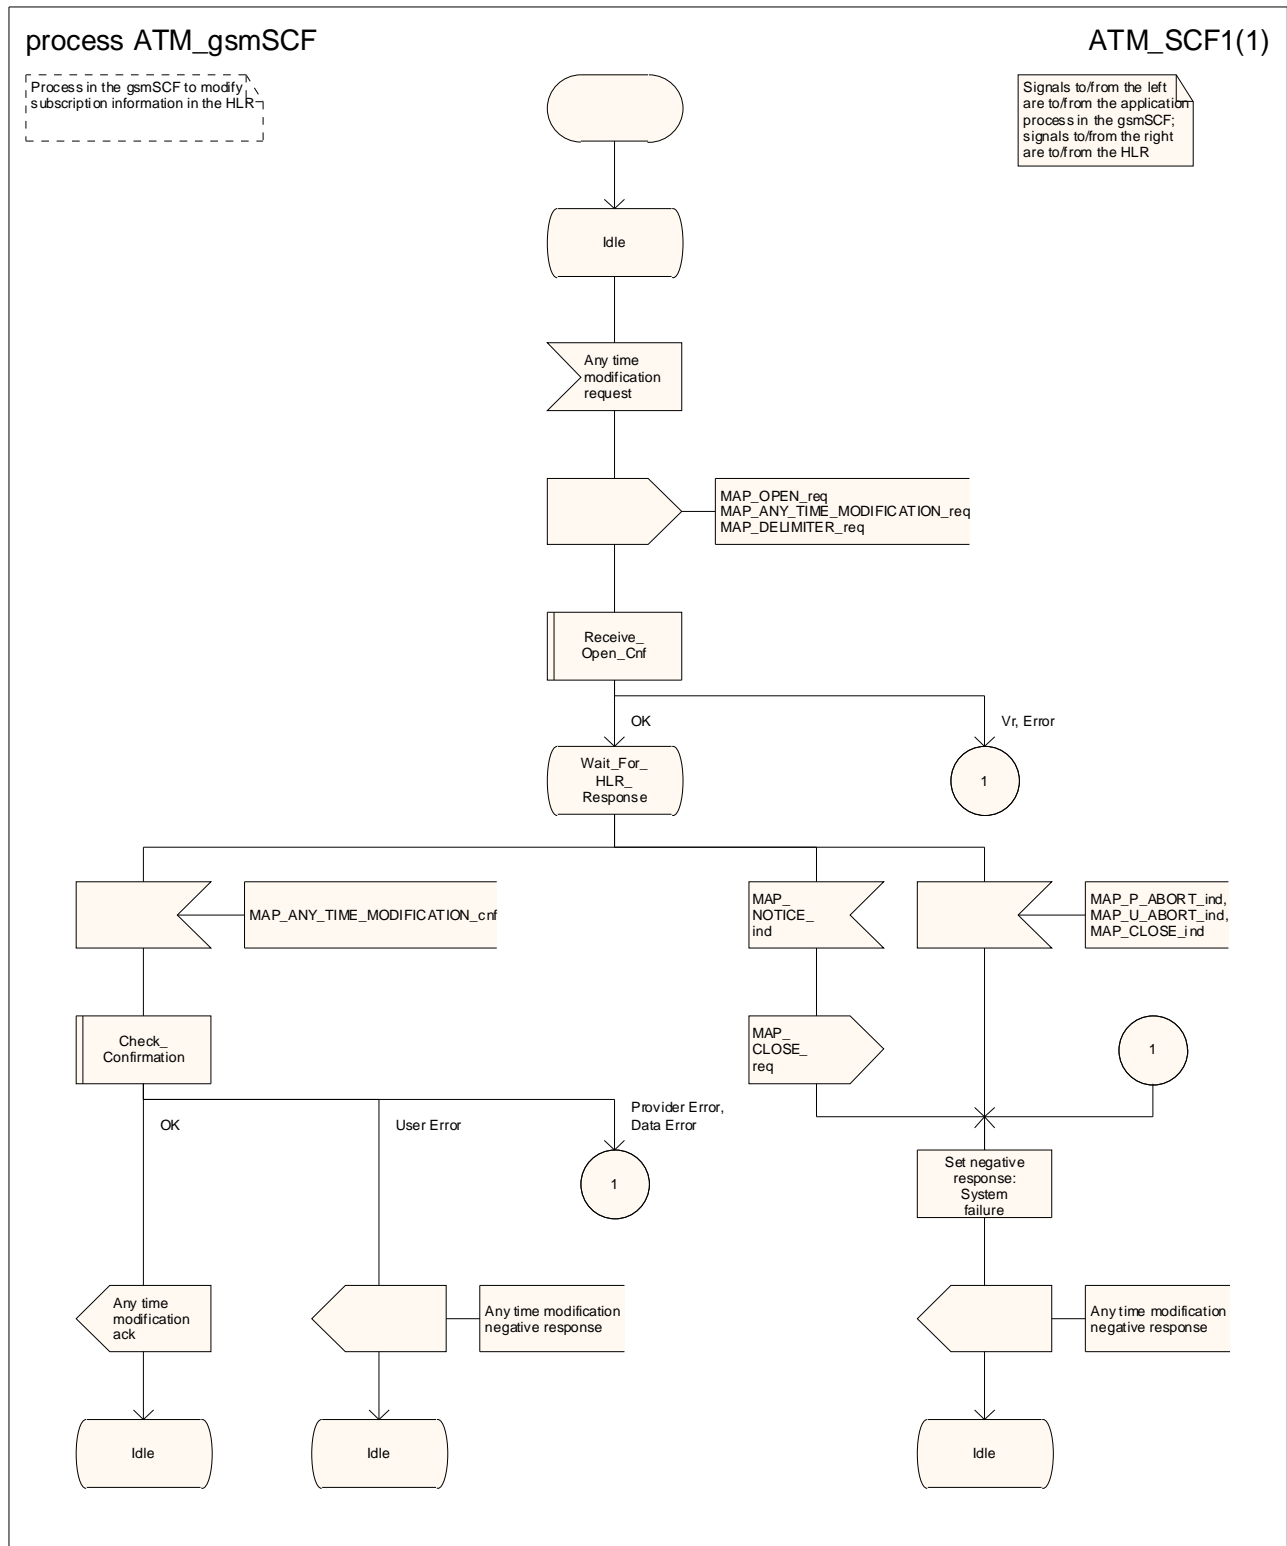 process ATM_gsmSCF
ATM_SCF1(1)
Process in the gsmSCF to modify
subscription information in the HLR
Signals to/from the left
are to/from the application
process in the gsmSCF;
signals to/from the right
are to/from the HLR
Idle
Any time
modification
request
MAP_OPEN_req
MAP_ANY_TIME_MODIFICATION_req
MAP_DELIMITER_req
Receive_
Open_Cnf
OK
Vr, Error
Wait_For_
HLR_
Response
1
MAP_ANY_TIME_MODIFICATION_cnf
MAP_
NOTICE_
ind
MAP_P_ABORT_ind,
MAP_U_ABORT_ind,
MAP_CLOSE_ind
Check_
Confirmation
MAP_
CLOSE_
req
1
OK
User Error
Provider Error,
Data Error
1
Set negative
response:
System
failure
Any time
modification
ack
Any time modification
negative response
Any time modification
negative response
Idle
Idle
Idle